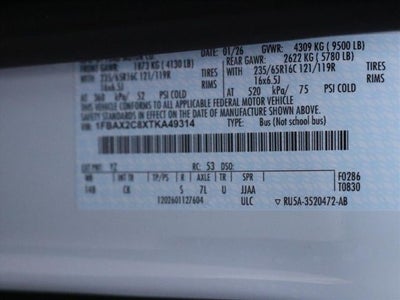 MOTOR CO. 01/26 GVWR: 4309 KG ( 9500 LB)
1873 KG ( 4130 LB) 2622 KG ( 5780 LB)
235/65R16C 121/119R TIRES 235/65R16C 121/119R TIRES
16x6.5J RIMS 16x6.5J RIMS
AT 360 kPa/ 52 PSI COLD AT 520 kPa/ 75 PSI COLD
THIS VEHICLE CONFORMS TO ALL APPLICABLE FEDERAL MOTOR VEHICLE
SAFETY STANDARDS IN EFFECT ON THE DATE OF MANUFACTURE SHOWN ABOVE.
VIN: 1FBAX2C8XTKA49314 TYPE: Bus (Not school bus)
EXT PNT: YZ RC: 53 DSO:
WB INT TR TP/PS R AXLE TR SPR F0286
148 CK S 7L U JJAA T0830
1202601127604 ULC RU5A-3520472-AB